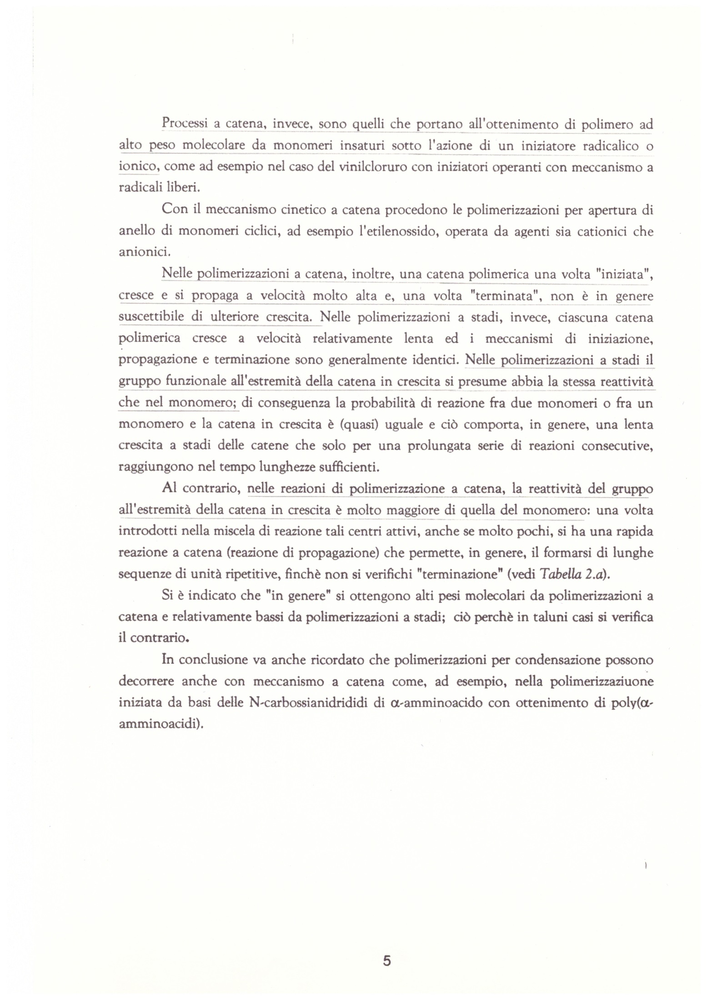 Processi a catena, invece, sono quelli che portano all'ottenimento di polimero ad
alto peso molecolare da monomeri insaturi sotto l'azione di un iniziatore radicalico o
ionico, come ad esempio nel caso del vinilcloruro con iniziatori operanti con meccanismo a
radicali liberi.
Con il meccanismo cinetico a catena procedono le polimerizzazioni per apertura di
anello di monomeri ciclici, ad esempio l'etilenossido, operata da agenti sia cationici che
anionici.
Nelle polimerizzazioni a catena, inoltre, una catena polimerica una volta "iniziata",
cresce e si propaga a velocità molto alta e, una volta "terminata", non è in genere
suscettibile di ulteriore crescita. Nelle polimerizzazioni a stadi, invece, ciascuna catena
polimerica cresce a velocità relativamente lenta ed i meccanismi di iniziazione,
propagazione e terminazione sono generalmente identici. Nelle polimerizzazioni a stadi il
gruppo funzionale all'estremità della catena in crescita si presume abbia la stessa reattività
che nel monomero; di conseguenza la probabilità di reazione fra due monomeri o fra un
monomero e la catena in crescita è (quasi) uguale e ciò comporta, in genere, una lenta
crescita a stadi delle catene che solo per una prolungata serie di reazioni consecutive,
raggiungono nel tempo lunghezze sufficienti.
Al contrario, nelle reazioni di polimerizzazione a catena, la reattività del gruppo
all'estremità della catena in crescita è molto maggiore di quella del monomero: una volta
introdotti nella miscela di reazione tali centri attivi, anche se molto pochi, si ha una rapida
reazione a catena (reazione di propagazione) che permette, in genere, il formarsi di lunghe
sequenze di unità ripetitive, finchè non si verifichi "terminazione" (vedi Tabella 2.a).
Si è indicato che "in genere" si ottengono alti pesi molecolari da polimerizzazioni a
catena e relativamente bassi da polimerizzazioni a stadi; ciò perchè in taluni casi si verifica
il contrario.
In conclusione va anche ricordato che polimerizzazioni per condensazione possono
decorrere anche con meccanismo a catena come, ad esempio, nella polimerizzaziuone
iniziata da basi delle N-carbossianidrididi di α-amminoacido con ottenimento di poly(α-
amminoacidi).
5